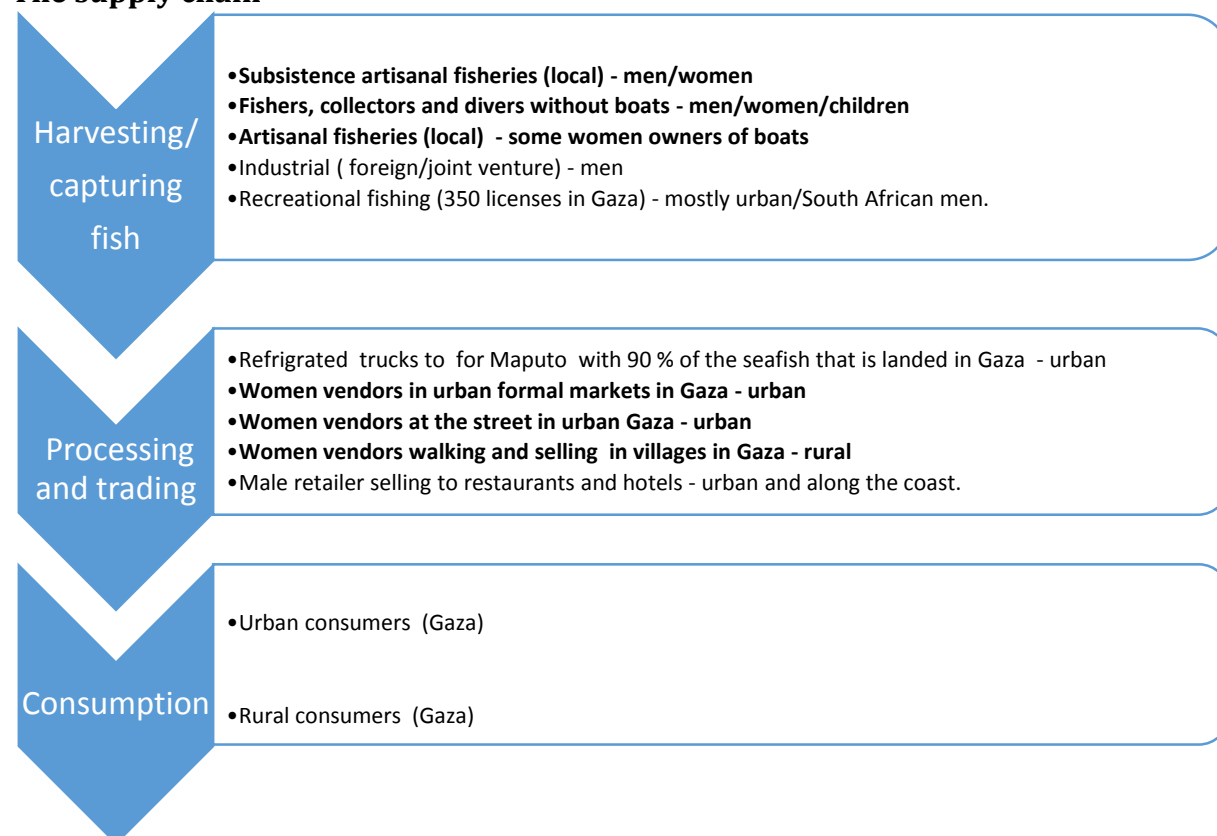 The supply chain
Harvesting/
capturing
fish
•Subsistence artisanal fisheries (local) - men/women
•Fishers, collectors and divers without boats - men/women/children
•Artisanal fisheries (local) - some women owners of boats
•Industrial ( foreign/joint venture) - men
•Recreational fishing (350 licenses in Gaza) - mostly urban/South African men.
Processing
and trading
•Refrigrated trucks to for Maputo with 90 % of the seafish that is landed in Gaza - urban
•Women vendors in urban formal markets in Gaza - urban
•Women vendors at the street in urban Gaza - urban
•Women vendors walking and selling in villages in Gaza - rural
•Male retailer selling to restaurants and hotels - urban and along the coast.
Consumption
•Urban consumers (Gaza)
•Rural consumers (Gaza)